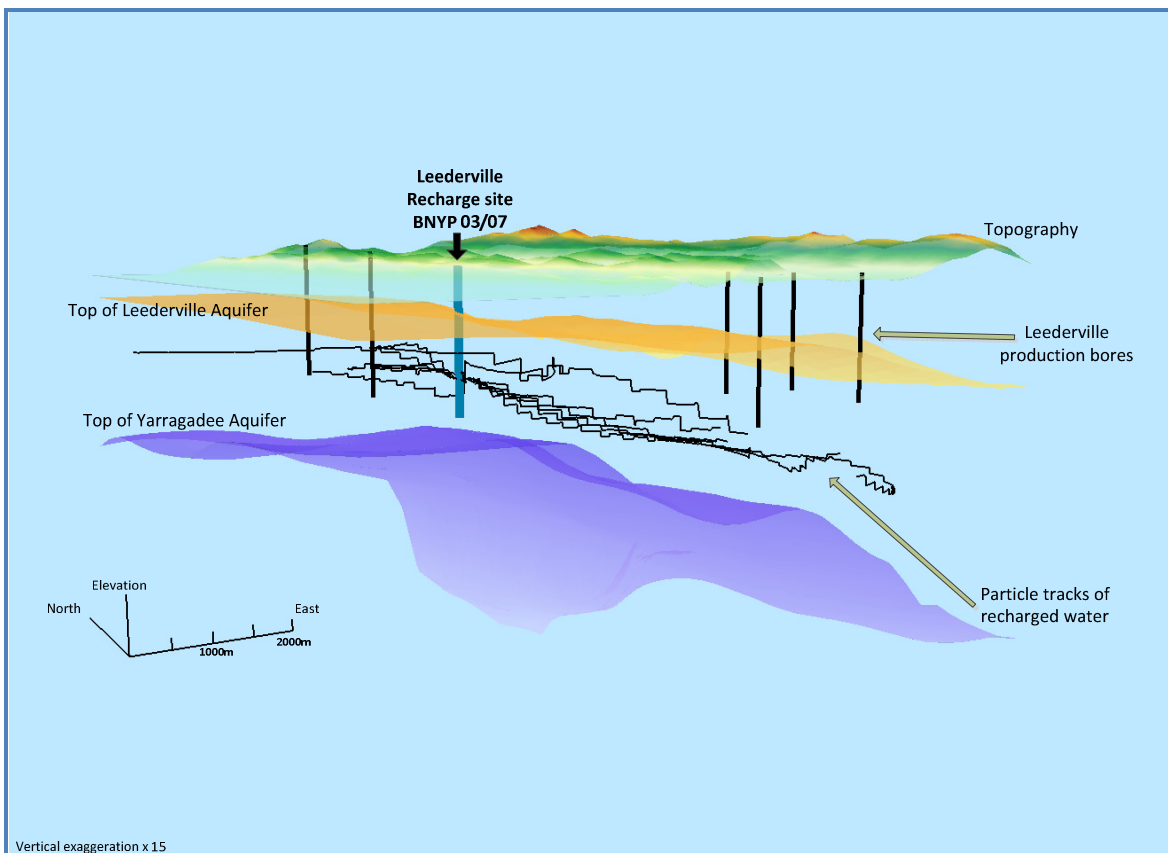 Leederville
Recharge site
BNYP 03/07
Topography
Top of Leederville Aquifer
Leederville
production bores
Top of Yarragadee Aquifer
Elevation
North
East
1000m
2000m
Particle tracks of
recharged water
Vertical exaggeration x 15